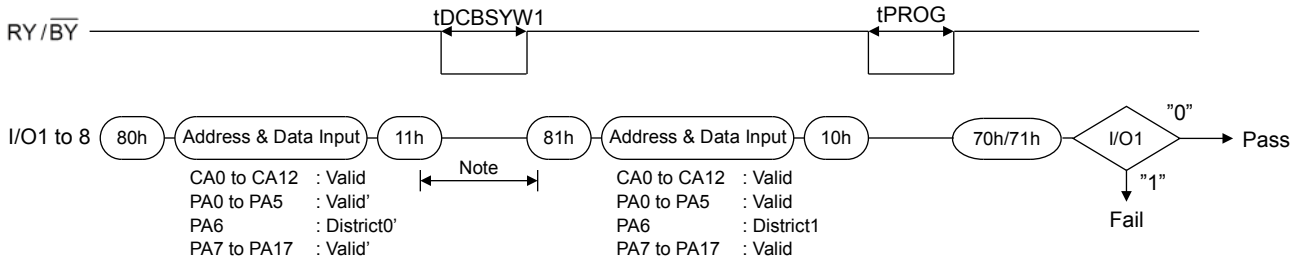 tDCBSYW1
tPROG
RY/BY
I/O1 to 8
80h
Address & Data Input
11h
81h
Address & Data Input
10h
70h/71h
I/O1
”0”
Pass
”1”
Fail
Note
CA0 to CA12 : Valid
PA0 to PA5 : Valid’
PA6 : District0’
PA7 to PA17 : Valid’
CA0 to CA12 : Valid
PA0 to PA5 : Valid
PA6 : District1
PA7 to PA17 : Valid